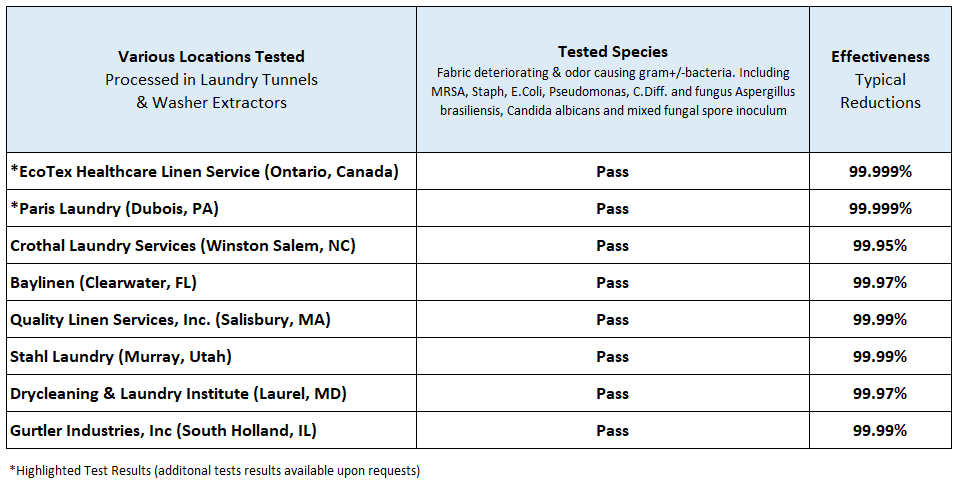 Various Locations Tested
Processed in Laundry Tunnels
& Washer Extractors
Tested Species
Fabric deteriorating & odor causing gram+/-bacteria. Including
MRSA, Staph, E.Coli, Pseudomonas, C.Diff. and fungus Aspergillus
brasiliensis, Candida albicans and mixed fungal spore inoculum
Effectiveness
Typical
Reductions
*EcoTex Healthcare Linen Service (Ontario, Canada) Pass 99.999%
*Paris Laundry (Dubois, PA) Pass 99.999%
Crothal Laundry Services (Winston Salem, NC) Pass 99.95%
Baylinen (Clearwater, FL) Pass 99.97%
Quality Linen Services, Inc. (Salisbury, MA) Pass 99.99%
Stahl Laundry (Murray, Utah) Pass 99.99%
Drycleaning & Laundry Institute (Laurel, MD) Pass 99.97%
Gurtler Industries, Inc (South Holland, IL) Pass 99.99%
*Highlighted Test Results (additonal tests results available upon requests)